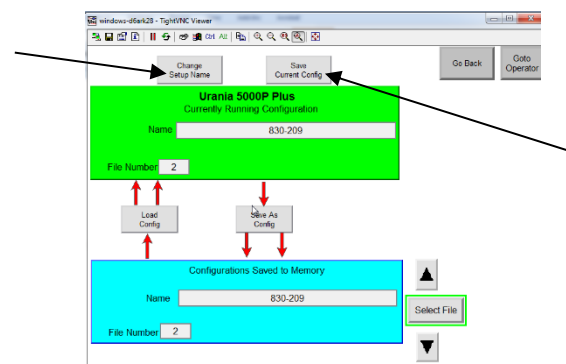 windows-d6ark28 - TightVNC Viewer
Ctrl Alt
Change
Setup Name
Save
Current Config
Go Back
Goto
Operator
Urania 5000P Plus
Currently Running Configuration
Name 830-209
File Number 2
Load
Config
Save As
Config
Configurations Saved to Memory
Name 830-209
File Number 2
Select File